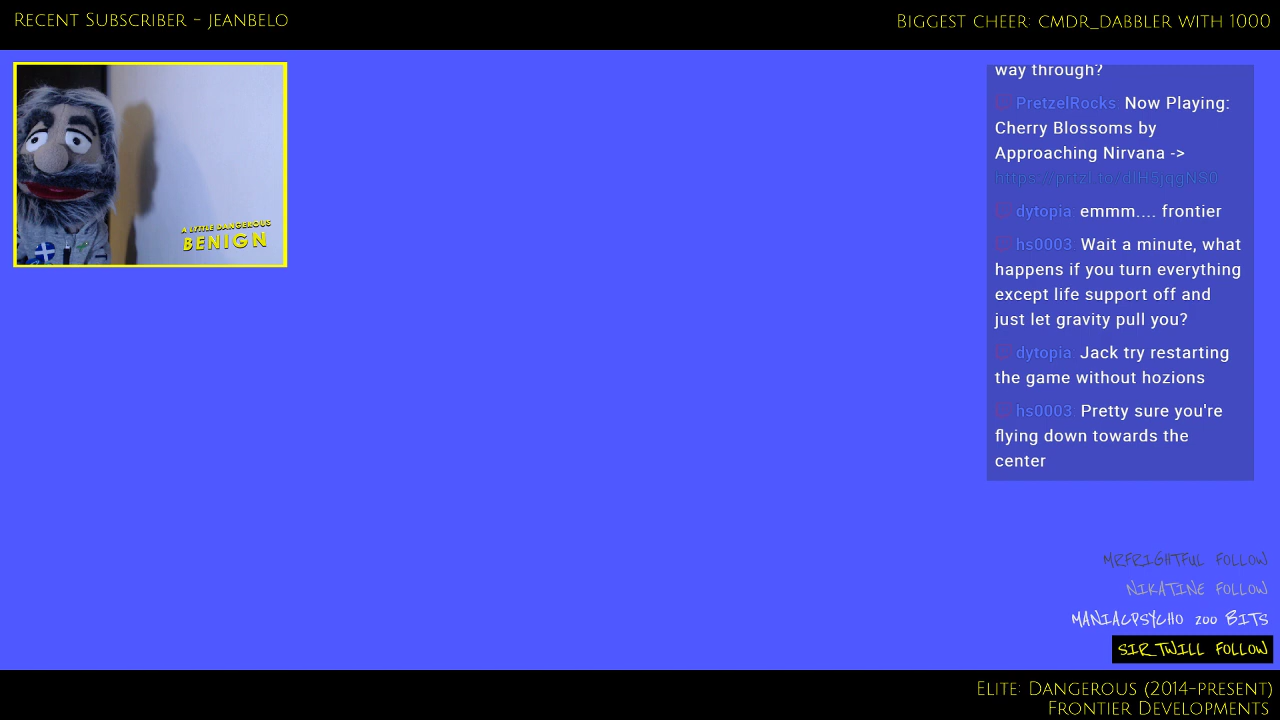 Recent Subscriber - jeanbelo
Biggest cheer: cmdr_dabbler with 1000
A LYTTLE DANGEROUS
BENIGN
way through?
PretzelRocks Now Playing:
Cherry Blossoms by
Approaching Nirvana ->
dytopia emmm.... frontier
hs0003 Wait a minute, what
happens if you turn everything
except life support off and
just let gravity pull you?
dytopia Jack try restarting
the game without hozions
hs0003 Pretty sure you're
flying down towards the
center
MRFRIGHTFUL FOLLOW
NIKATINE FOLLOW
MANIACPSYCHO 200 BITS
SIR_TWILL FOLLOW
Elite: Dangerous (2014-present)
Frontier Developments